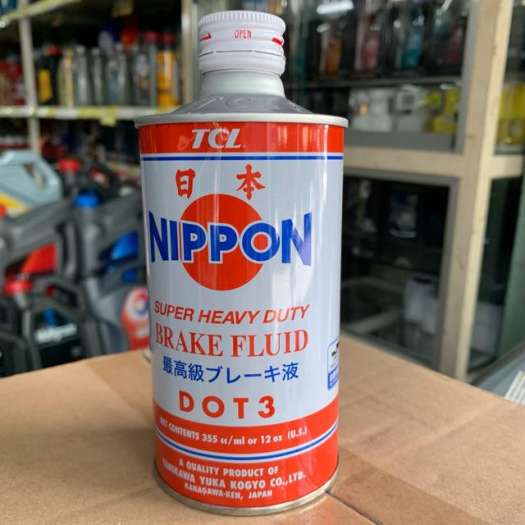 OPEN
TCL
日本
NIPPON
SUPER HEAVY DUTY
BRAKE FLUID
最高級ブレーキ液
DOT3
NET CONTENTS 355 cc/ml or 12 oz (U.S.)
A QUALITY PRODUCT OF
TANIKAWA YUKA KOGYO CO., LTD.
KANAGAWA-KEN, JAPAN